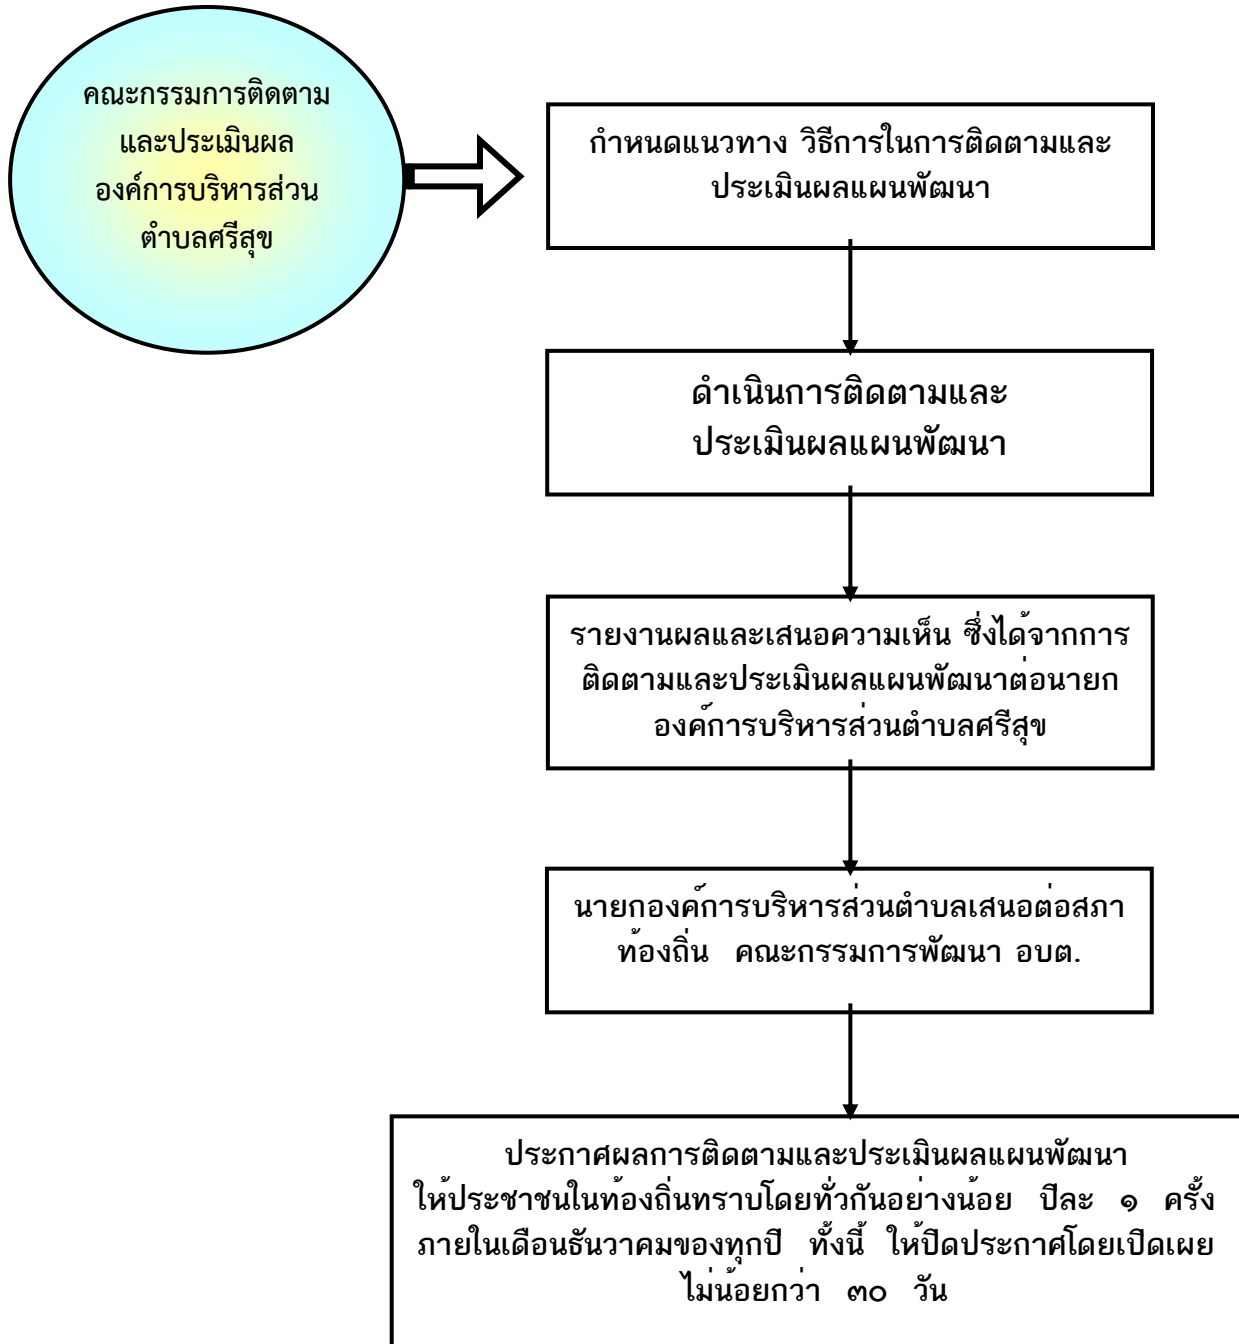 คณะกรรมการติดตาม
และประเมินผล
องค์การบริหารส่วน
ตำบลศรีสุข
กำหนดแนวทาง วิธีการในการติดตามและ
ประเมินผลแผนพัฒนา
ดำเนินการติดตามและ
ประเมินผลแผนพัฒนา
รายงานผลและเสนอความเห็น ซึ่งได้จากการ
ติดตามและประเมินผลแผนพัฒนาต่อนายก
องค์การบริหารส่วนตำบลศรีสุข
นายกองค์การบริหารส่วนตำบลเสนอต่อสภา
ท้องถิ่น คณะกรรมการพัฒนา อบต.
ประกาศผลการติดตามและประเมินผลแผนพัฒนา
ให้ประชาชนในท้องถิ่นทราบโดยทั่วกันอย่างน้อย ปีละ ๑ ครั้ง
ภายในเดือนธันวาคมของทุกปี ทั้งนี้ ให้ปิดประกาศโดยเปิดเผย
ไม่น้อยกว่า ๓๐ วัน